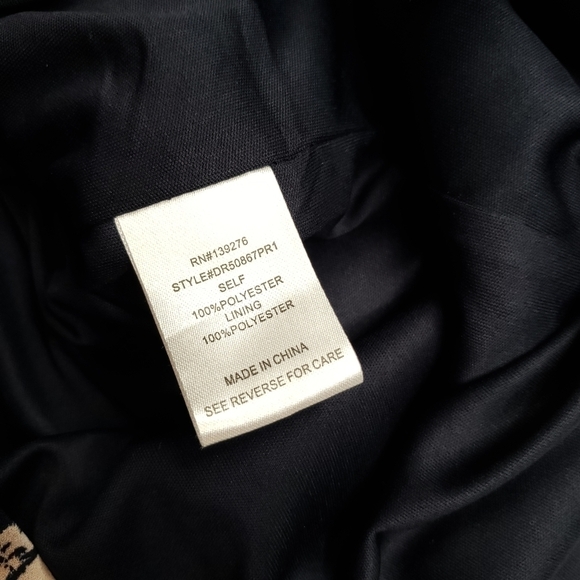 RN#139276
STYLE#DR50867PR1
SELF
100%POLYESTER
LINING
100%POLYESTER
MADE IN CHINA
SEE REVERSE FOR CARE